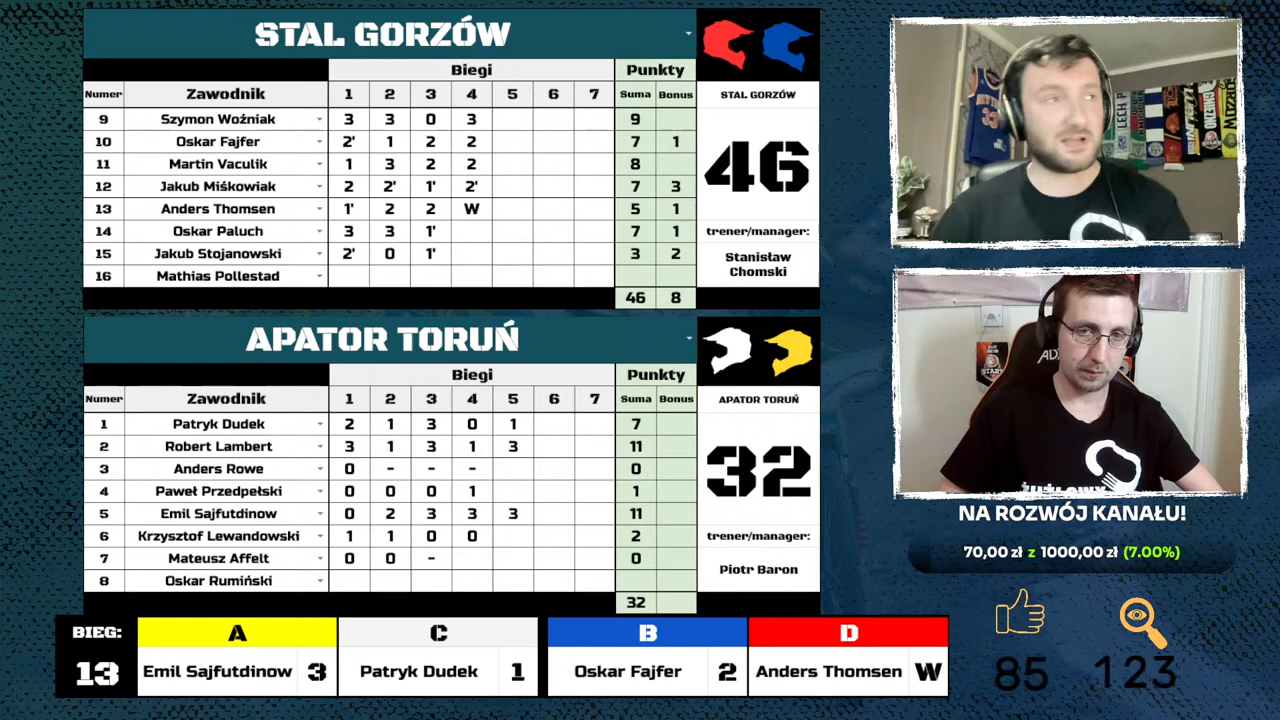 STAL GORZÓW
Biegi Punkty
Numer Zawodnik 1 2 3 4 5 6 7 Suma Bonus
9 Szymon Woźniak 3 3 0 3 9
10 Oskar Fajfer 2' 1 2 2 7 1
11 Martin Vaculik 1 3 2 2 8
12 Jakub Miśkowiak 2 2' 1' 2' 7 3
13 Anders Thomsen 1' 2 2 W 5 1
14 Oskar Paluch 3 3 1' 7 1
15 Jakub Stojanowski 2' 0 1' 3 2
16 Mathias Pollestad
46 8
STAL GORZÓW
46
trener/manager:
Stanisław
Chomski
APATOR TORUŃ
Biegi Punkty
Numer Zawodnik 1 2 3 4 5 6 7 Suma Bonus
1 Patryk Dudek 2 1 3 0 1 7
2 Robert Lambert 3 1 3 1 3 11
3 Anders Rowe 0 - - - 0
4 Paweł Przedpełski 0 0 0 1 1
5 Emil Sajfutdinow 0 2 3 3 3 11
6 Krzysztof Lewandowski 1 1 0 0 2
7 Mateusz Affelt 0 0 - 0
8 Oskar Rumiński
32
APATOR TORUŃ
32
trener/manager:
Piotr Baron
BIEG: A C B D
13 Emil Sajfutdinow 3 Patryk Dudek 1 Oskar Fajfer 2 Anders Thomsen W
33
LECH
START
NA ROZWÓJ KANAŁU!
70,00 zł z 1000,00 zł (7.00%)
85 123